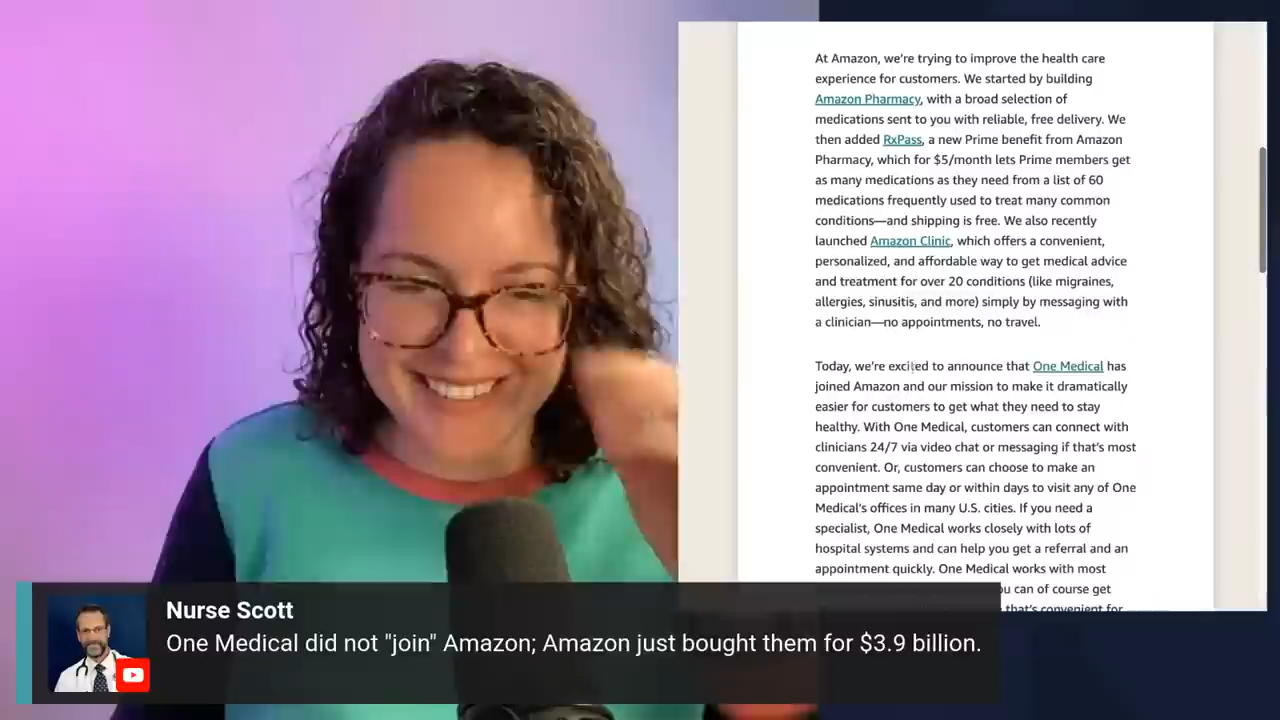 At Amazon, we're trying to improve the health care
experience for customers. We started by building
Amazon Pharmacy, with a broad selection of
medications sent to you with reliable, free delivery. We
then added RxPass, a new Prime benefit from Amazon
Pharmacy, which for $5/month lets Prime members get
as many medications as they need from a list of 60
medications frequently used to treat many common
conditions—and shipping is free. We also recently
launched Amazon Clinic, which offers a convenient,
personalized, and affordable way to get medical advice
and treatment for over 20 conditions (like migraines,
allergies, sinusitis, and more) simply by messaging with
a clinician—no appointments, no travel.
Today, we're excited to announce that One Medical has
joined Amazon and our mission to make it dramatically
easier for customers to get what they need to stay
healthy. With One Medical, customers can connect with
clinicians 24/7 via video chat or messaging if that's most
convenient. Or, customers can choose to make an
appointment same day or within days to visit any of One
Medical's offices in many U.S. cities. If you need a
specialist, One Medical works closely with lots of
hospital systems and can help you get a referral and an
appointment quickly. One Medical works with most
can of course get
that's convenient for
Nurse Scott
One Medical did not "join" Amazon; Amazon just bought them for $3.9 billion.